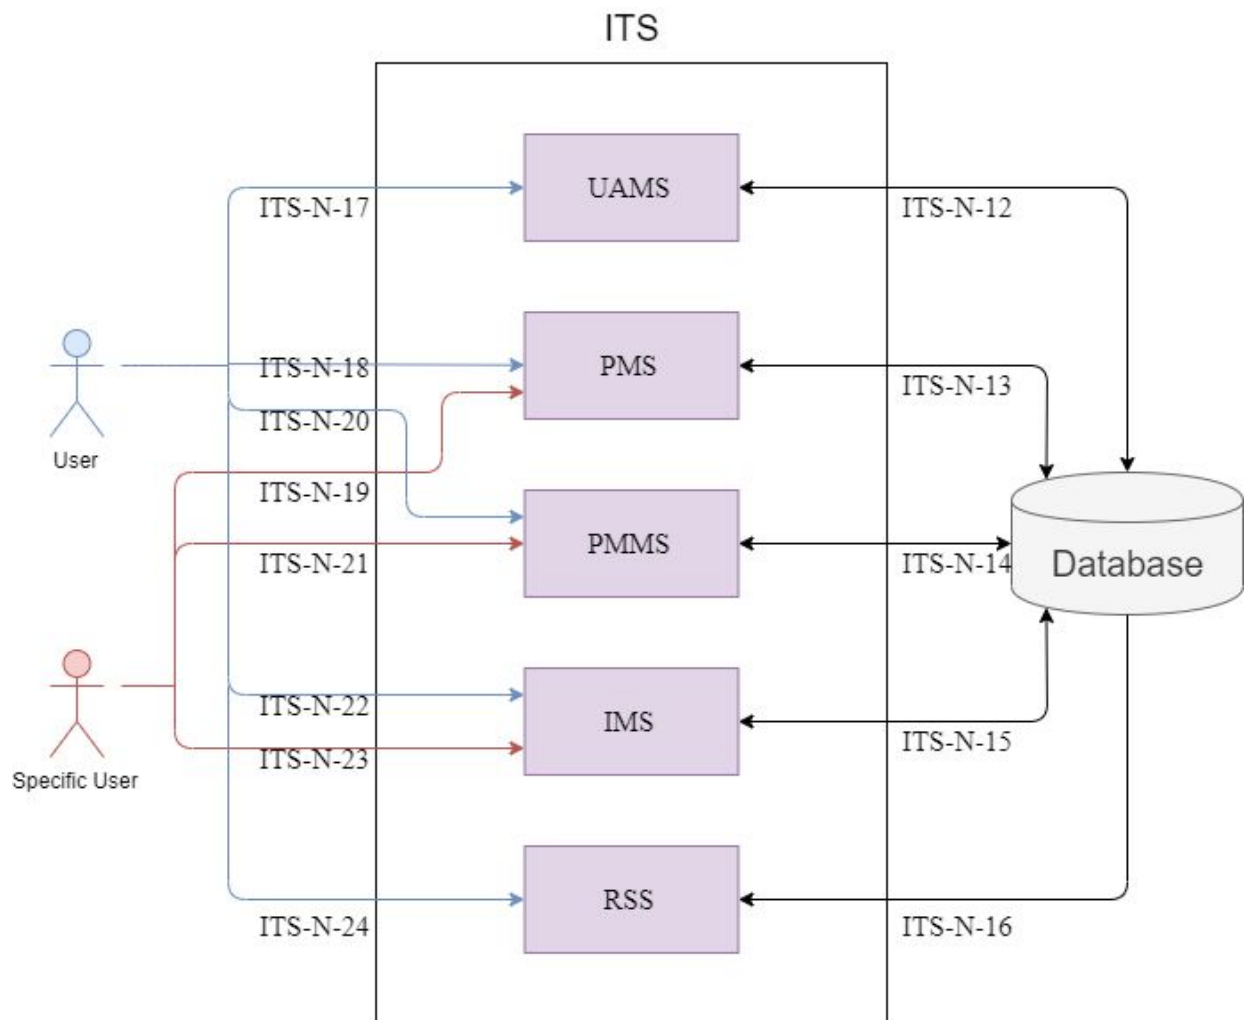 ITS
UAMS
ITS-N-17
ITS-N-12
PMS
ITS-N-18
ITS-N-13
ITS-N-20
User
ITS-N-19
PMMS
ITS-N-21
ITS-N-14
Database
Specific User
ITS-N-22
IMS
ITS-N-23
ITS-N-15
RSS
ITS-N-24
ITS-N-16